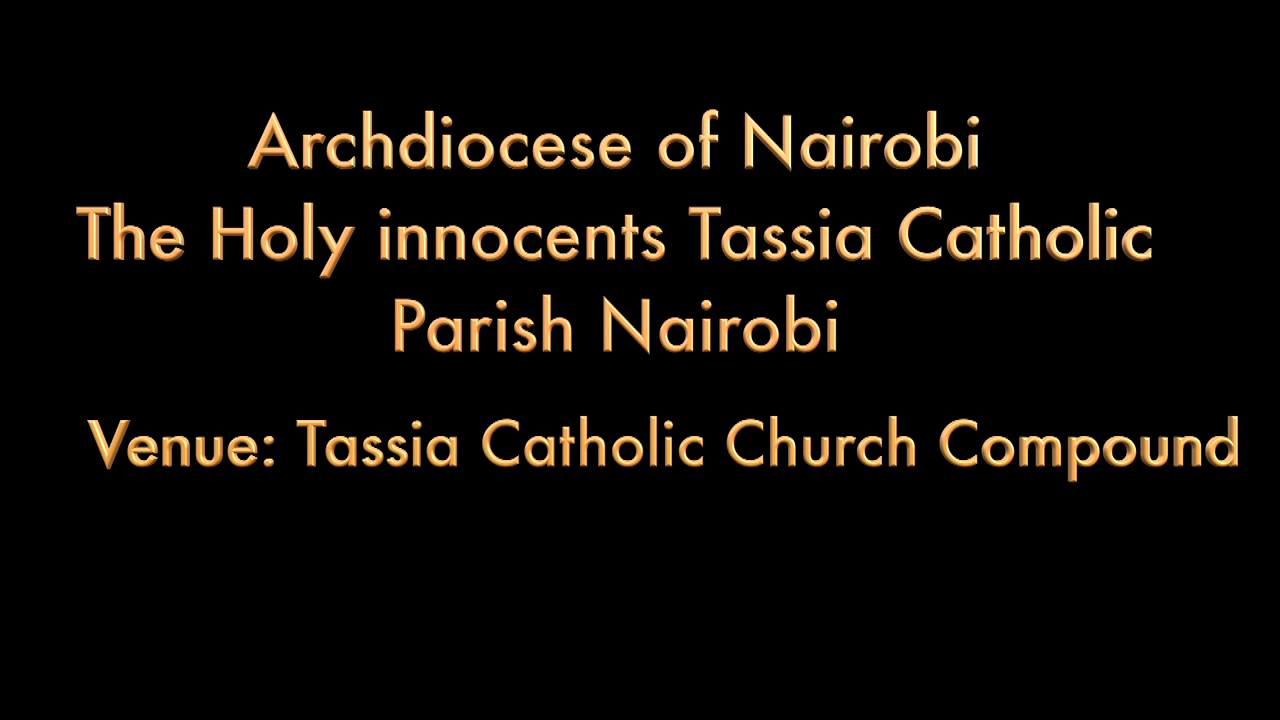 Archdiocese of Nairobi
The Holy innocents Tassia Catholic
Parish Nairobi
Venue: Tassia Catholic Church Compound